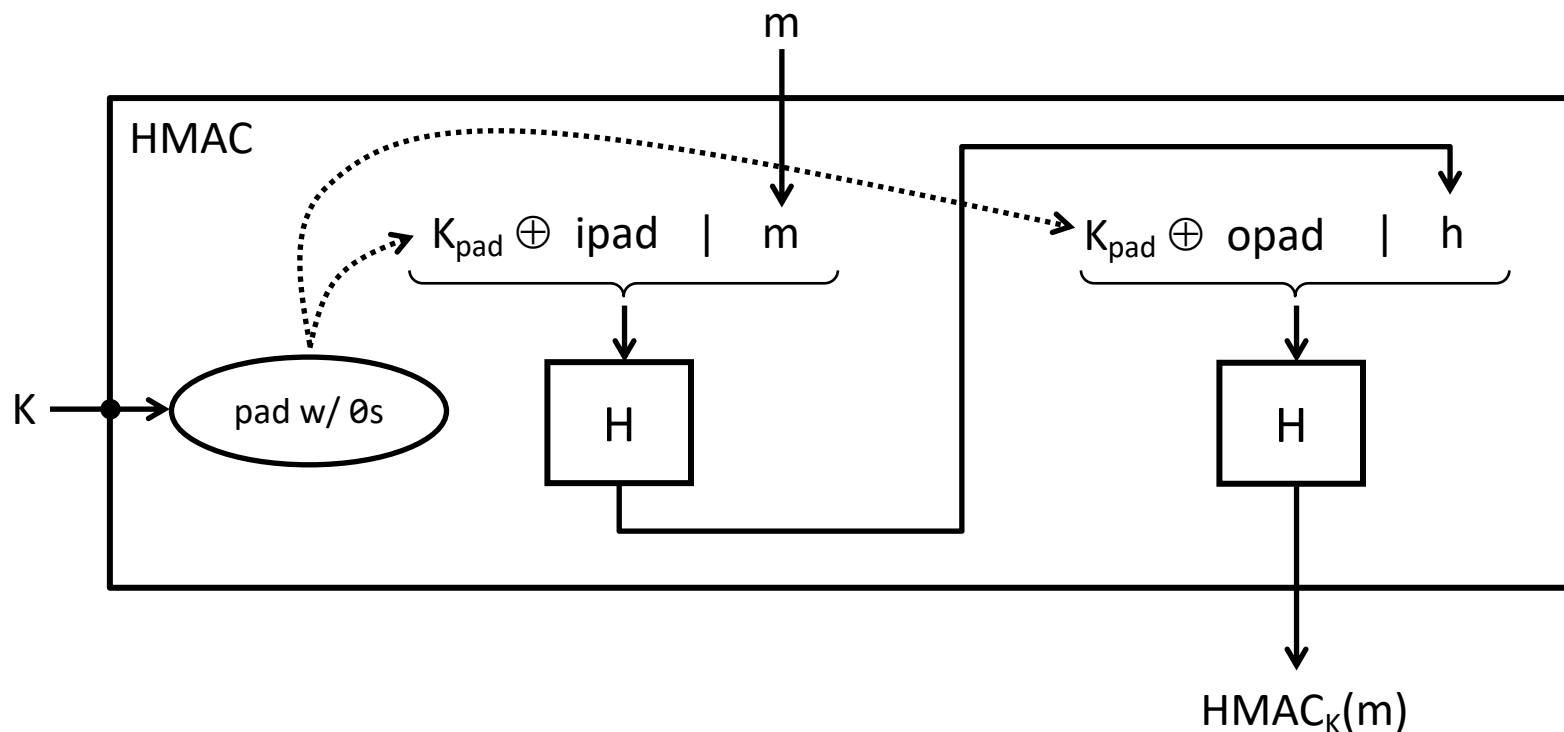 m
HMAC
K_pad ⊕ ipad | m
K_pad ⊕ opad | h
K
pad w/ 0s
H
H
HMAC_K(m)